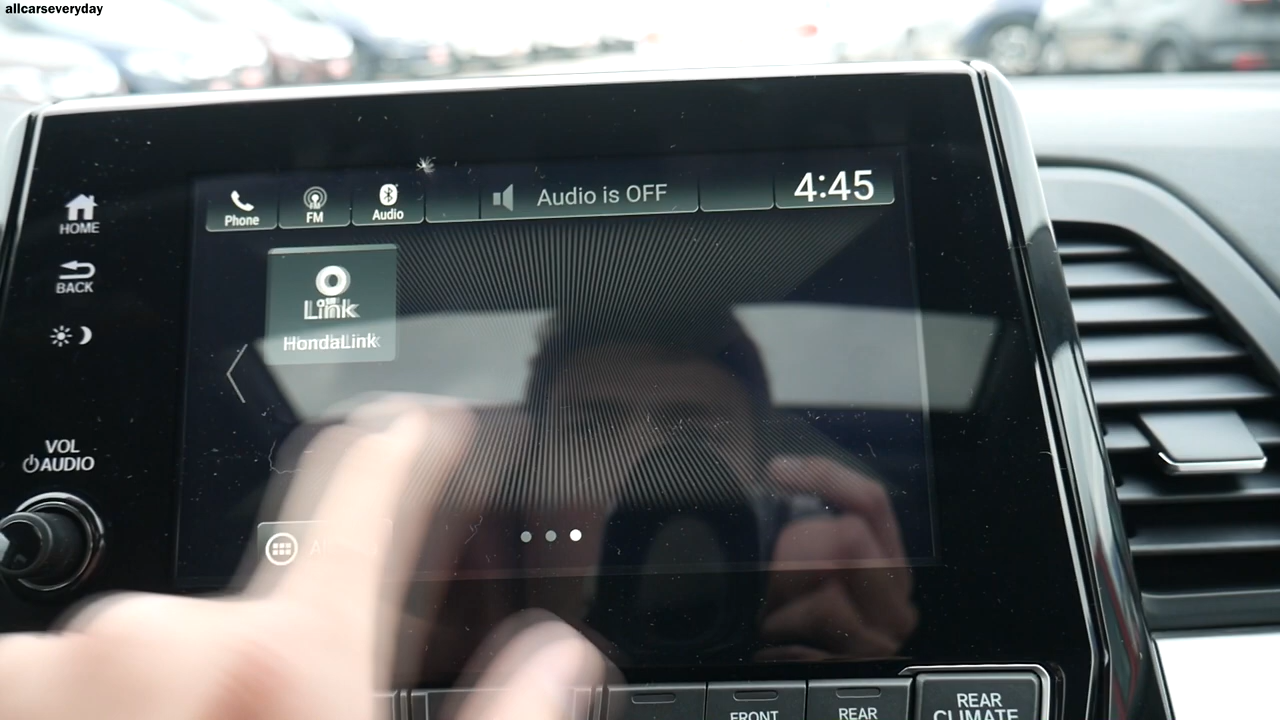 allcarseveryday
HOME
BACK
VOL
AUDIO
Phone
FM
Audio
Audio is OFF
4:45
Link
HondaLink
FRONT
REAR
REAR
CLIMATE